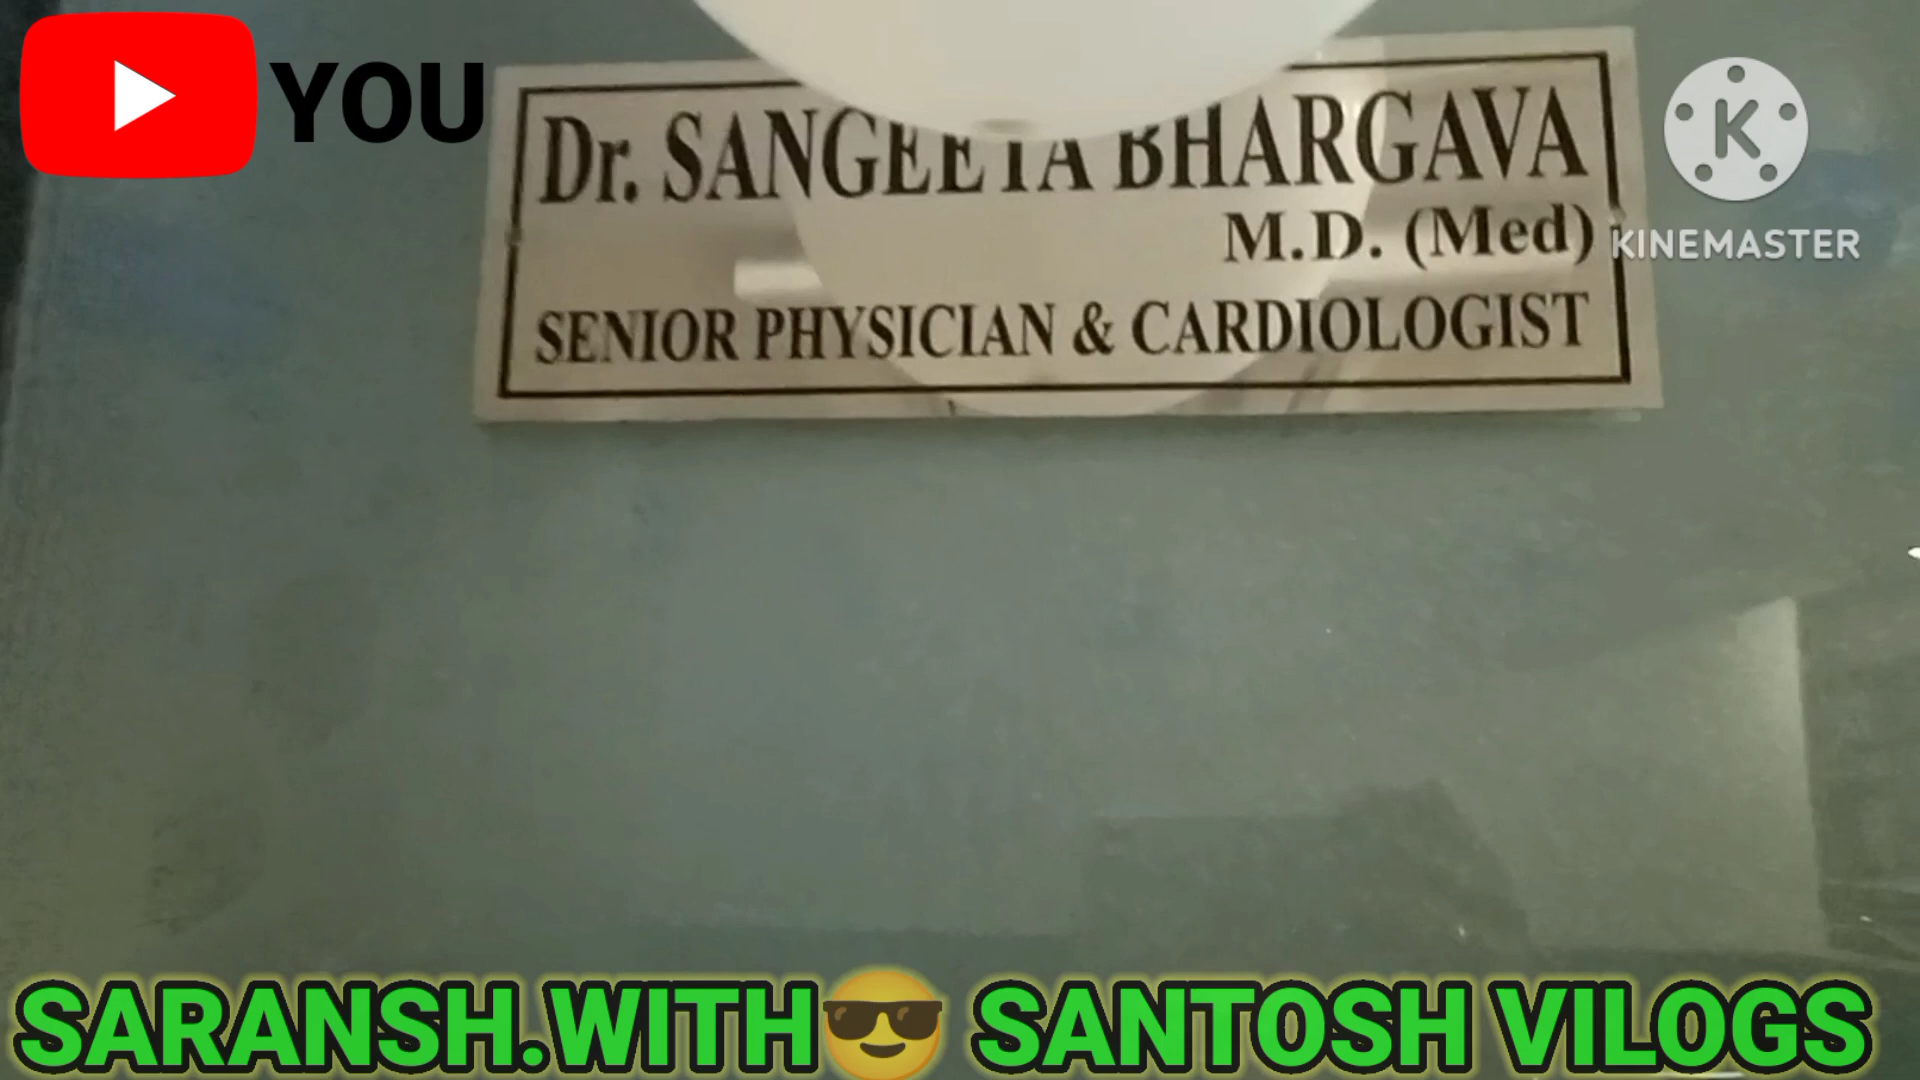 YOU
Dr. SANGEETA BHARGAVA
M.D. (Med)
SENIOR PHYSICIAN & CARDIOLOGIST
K
KINEMASTER
SARANSH.WITH😎 SANTOSH VILOGS